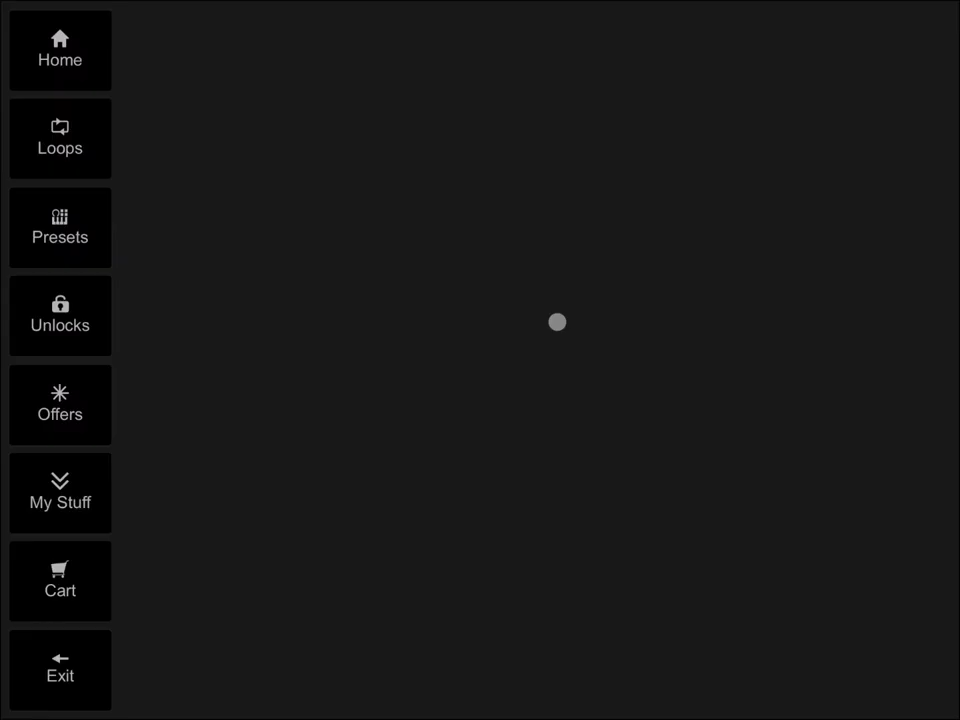 Home
Loops
Presets
Unlocks
Offers
My Stuff
Cart
Exit